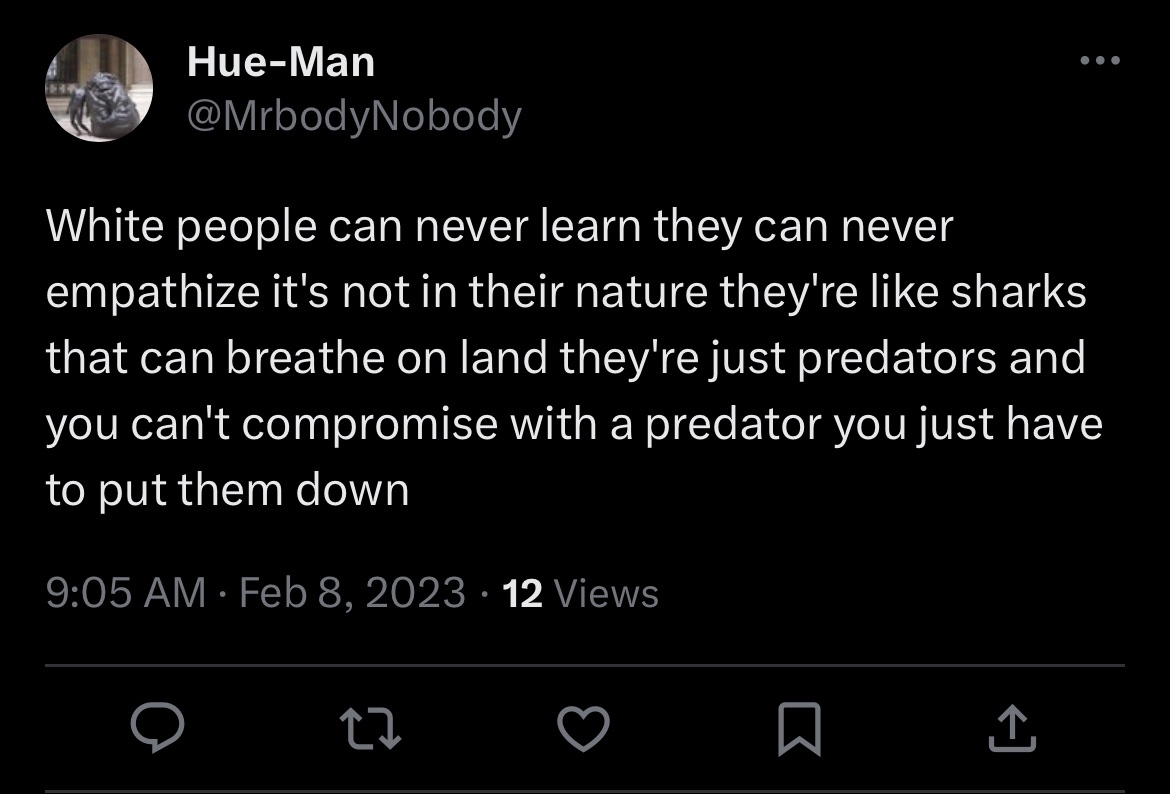 Hue-Man
@MrbodyNobody
White people can never learn they can never
empathize it's not in their nature they're like sharks
that can breathe on land they're just predators and
you can't compromise with a predator you just have
to put them down
9:05 AM · Feb 8, 2023 · 12 Views